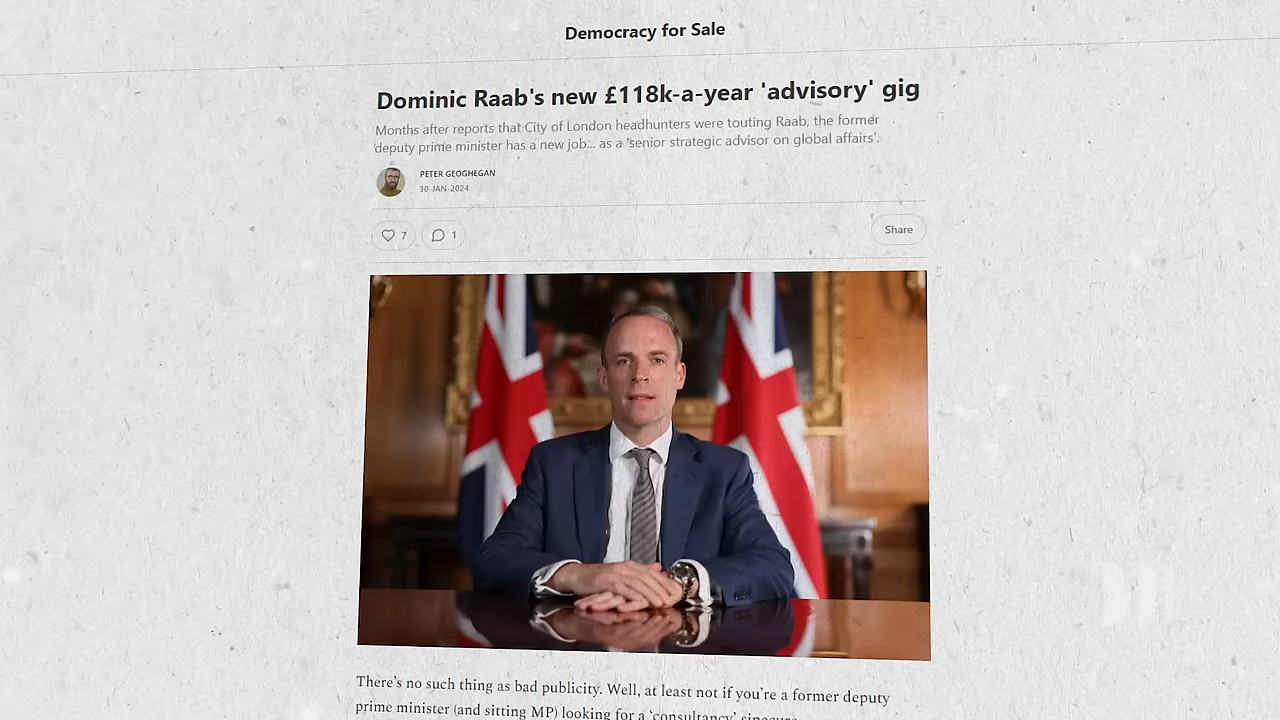 Democracy for Sale
Dominic Raab's new £118k-a-year 'advisory' gig
Months after reports that City of London headhunters were touting Raab, the former
deputy prime minister has a new job... as a 'senior strategic advisor on global affairs'.
PETER GEOGHEGAN
30-JAN-2024
7
1
Share
There's no such thing as bad publicity. Well, at least not if you're a former deputy
prime minister (and sitting MP) looking for a 'consultancy' sinecure